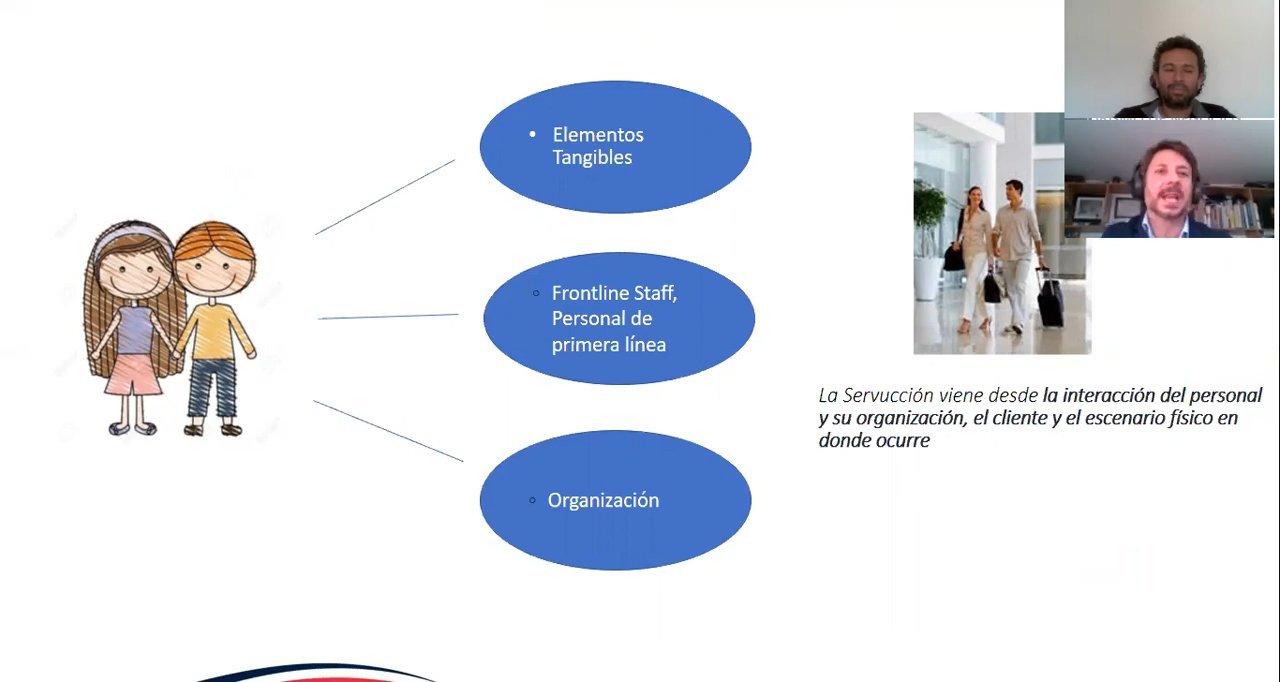 • Elementos
Tangibles
◦ Frontline Staff,
Personal de
primera línea
◦ Organización
La Servucción viene desde la interacción del personal
y su organización, el cliente y el escenario físico en
donde ocurre